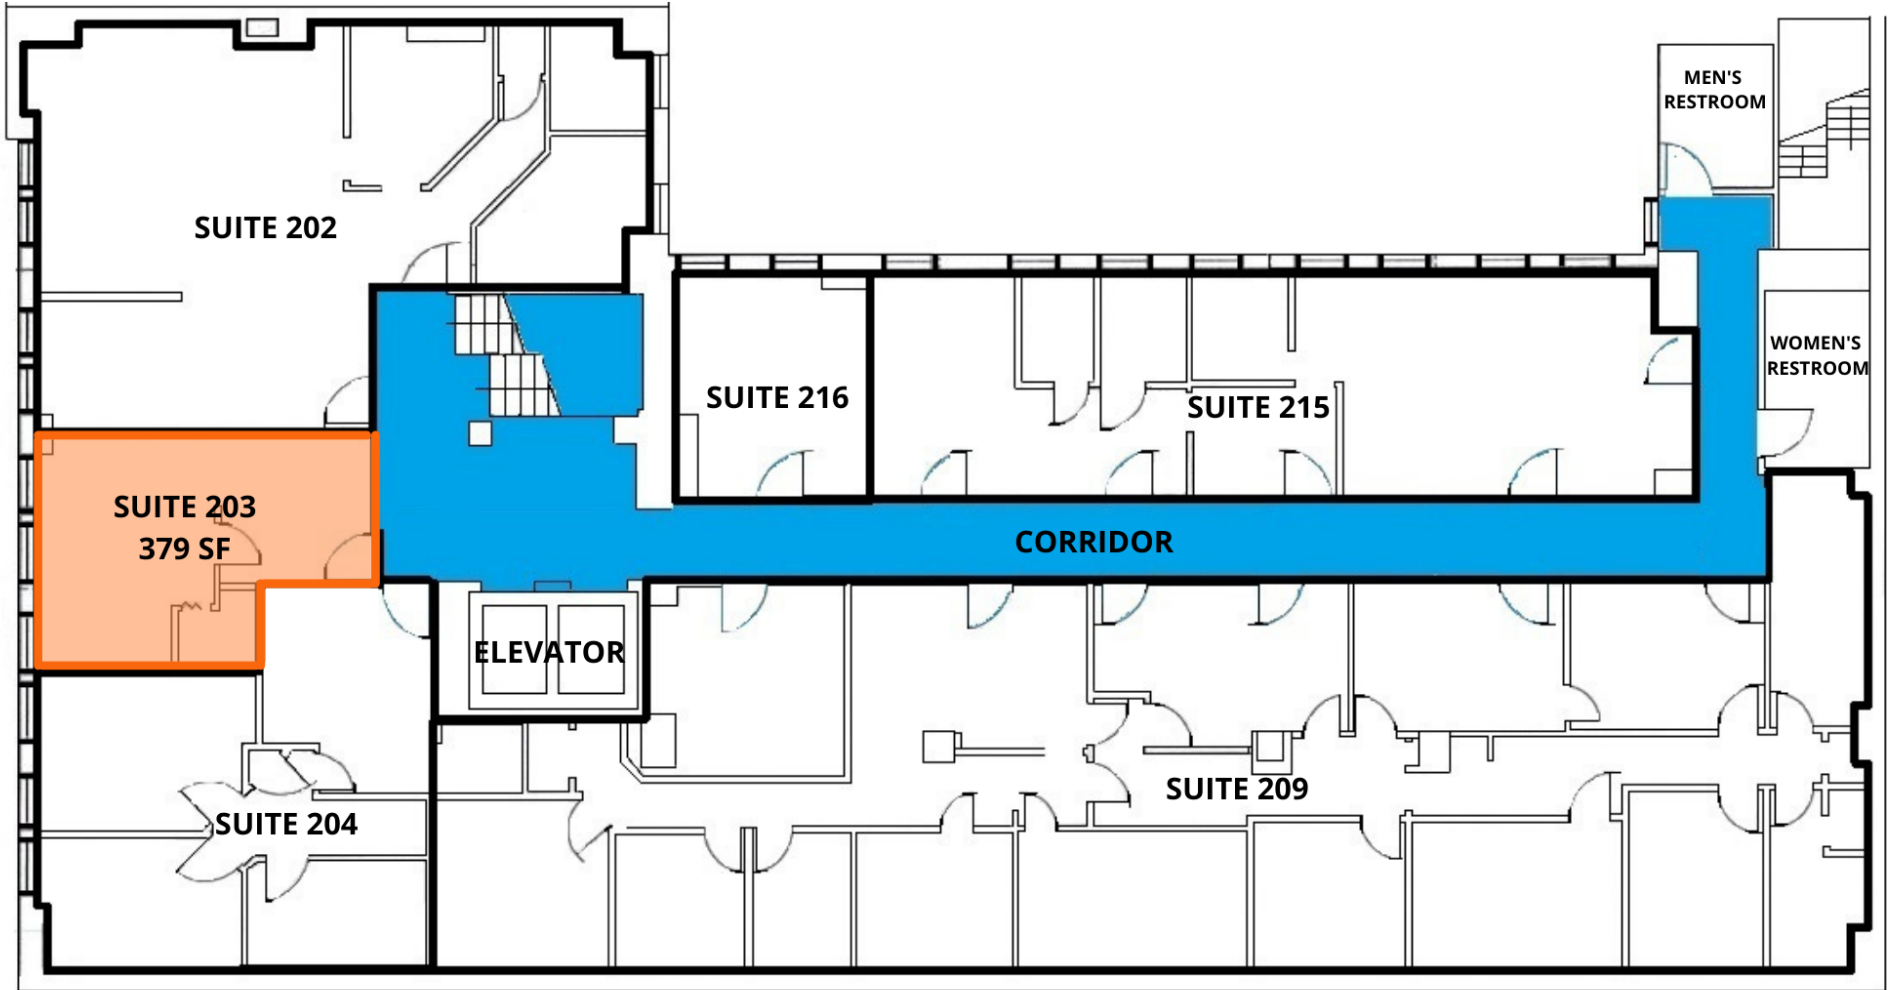 MEN'S
RESTROOM
SUITE 202
WOMEN'S
RESTROOM
SUITE 216
SUITE 215
SUITE 203
379 SF
CORRIDOR
ELEVATOR
SUITE 209
SUITE 204